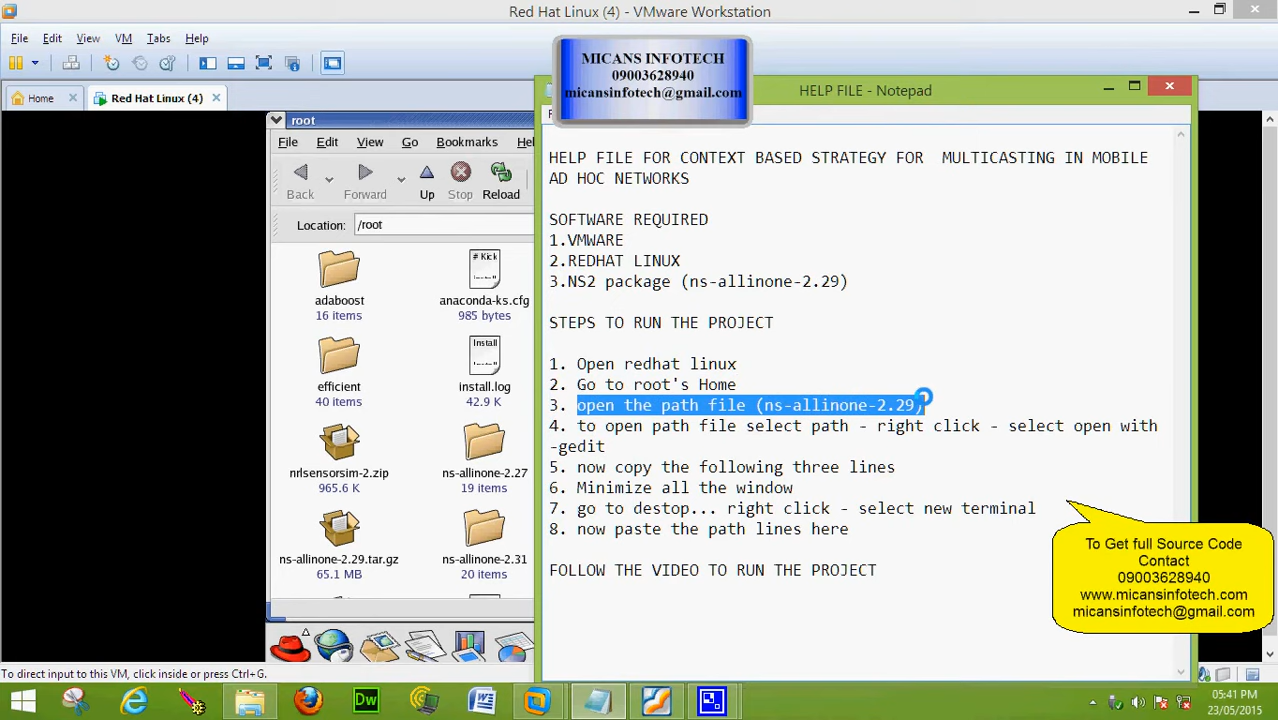 Red Hat Linux (4) - VMware Workstation
File Edit View VM Tabs Help
Home
Red Hat Linux (4)
MICANS INFOTECH
09003628940
micansinfotech@gmail.com
root
File Edit View Go Bookmarks
Back Forward Up Stop Reload
Location: /root
adaboost
16 items
# Kick
anaconda-ks.cfg
985 bytes
efficient
40 items
Install
install.log
42.9 K
nrlsensorsim-2.zip
965.6 K
ns-allinone-2.27
19 items
ns-allinone-2.29.tar.gz
65.1 MB
ns-allinone-2.31
20 items
HELP FILE - Notepad
HELP FILE FOR CONTEXT BASED STRATEGY FOR  MULTICASTING IN MOBILE
AD HOC NETWORKS
SOFTWARE REQUIRED
1.VMWARE
2.REDHAT LINUX
3.NS2 package (ns-allinone-2.29)
STEPS TO RUN THE PROJECT
1. Open redhat linux
2. Go to root's Home
3. open the path file (ns-allinone-2.29)
4. to open path file select path - right click - select open with
-gedit
5. now copy the following three lines
6. Minimize all the window
7. go to destop... right click - select new terminal
8. now paste the path lines here
FOLLOW THE VIDEO TO RUN THE PROJECT
To Get full Source Code
Contact
09003628940
www.micansinfotech.com
micansinfotech@gmail.com
To direct input to this VM, click inside or press Ctrl+G.
Dw
05:41 PM
23/05/2015